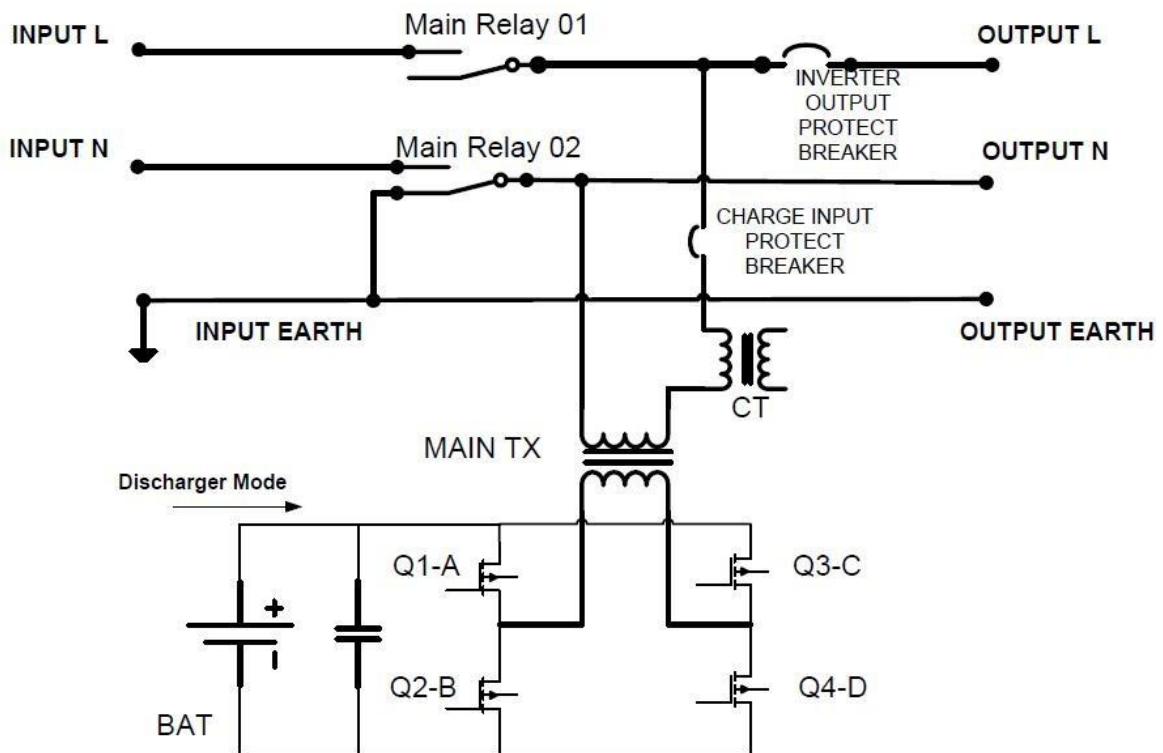 Main Relay 01
INPUT L
OUTPUT L
INVERTER
OUTPUT
PROTECT
BREAKER
Main Relay 02
INPUT N
OUTPUT N
CHARGE INPUT
PROTECT
BREAKER
INPUT EARTH
OUTPUT EARTH
CT
MAIN TX
Discharger Mode
Q1-A
Q3-C
+
-
Q2-B
Q4-D
BAT